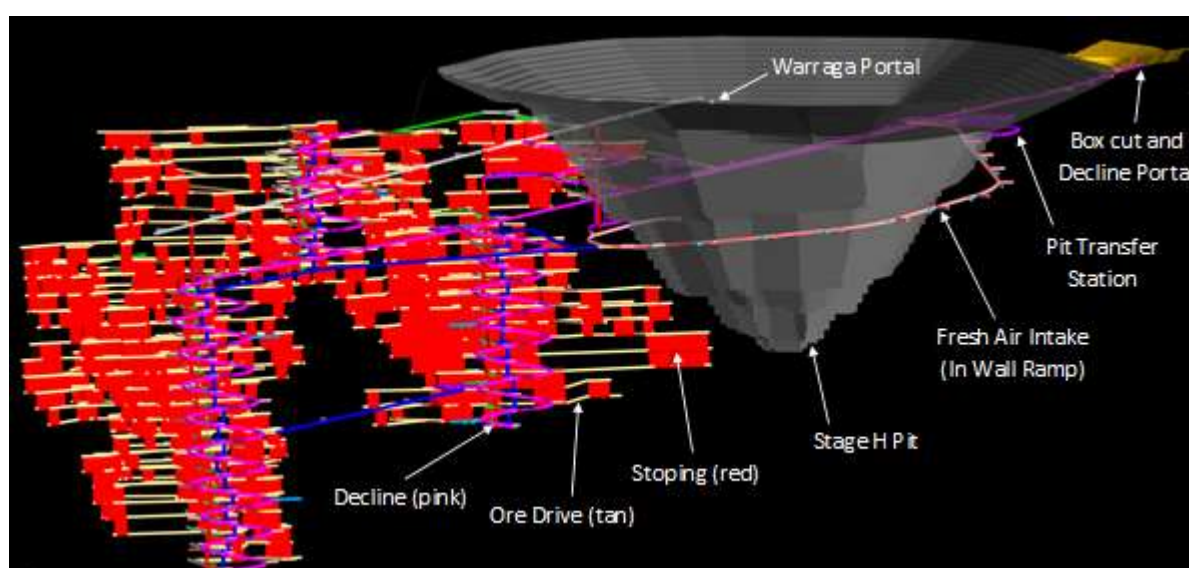 Warraga Portal
Box cut and
Decline Porta
Pit Transfer
Station
Fresh Air Intake
(In Wall Ramp)
Stage H Pit
Stoping (red)
Decline (pink)
Ore Drive (tan)